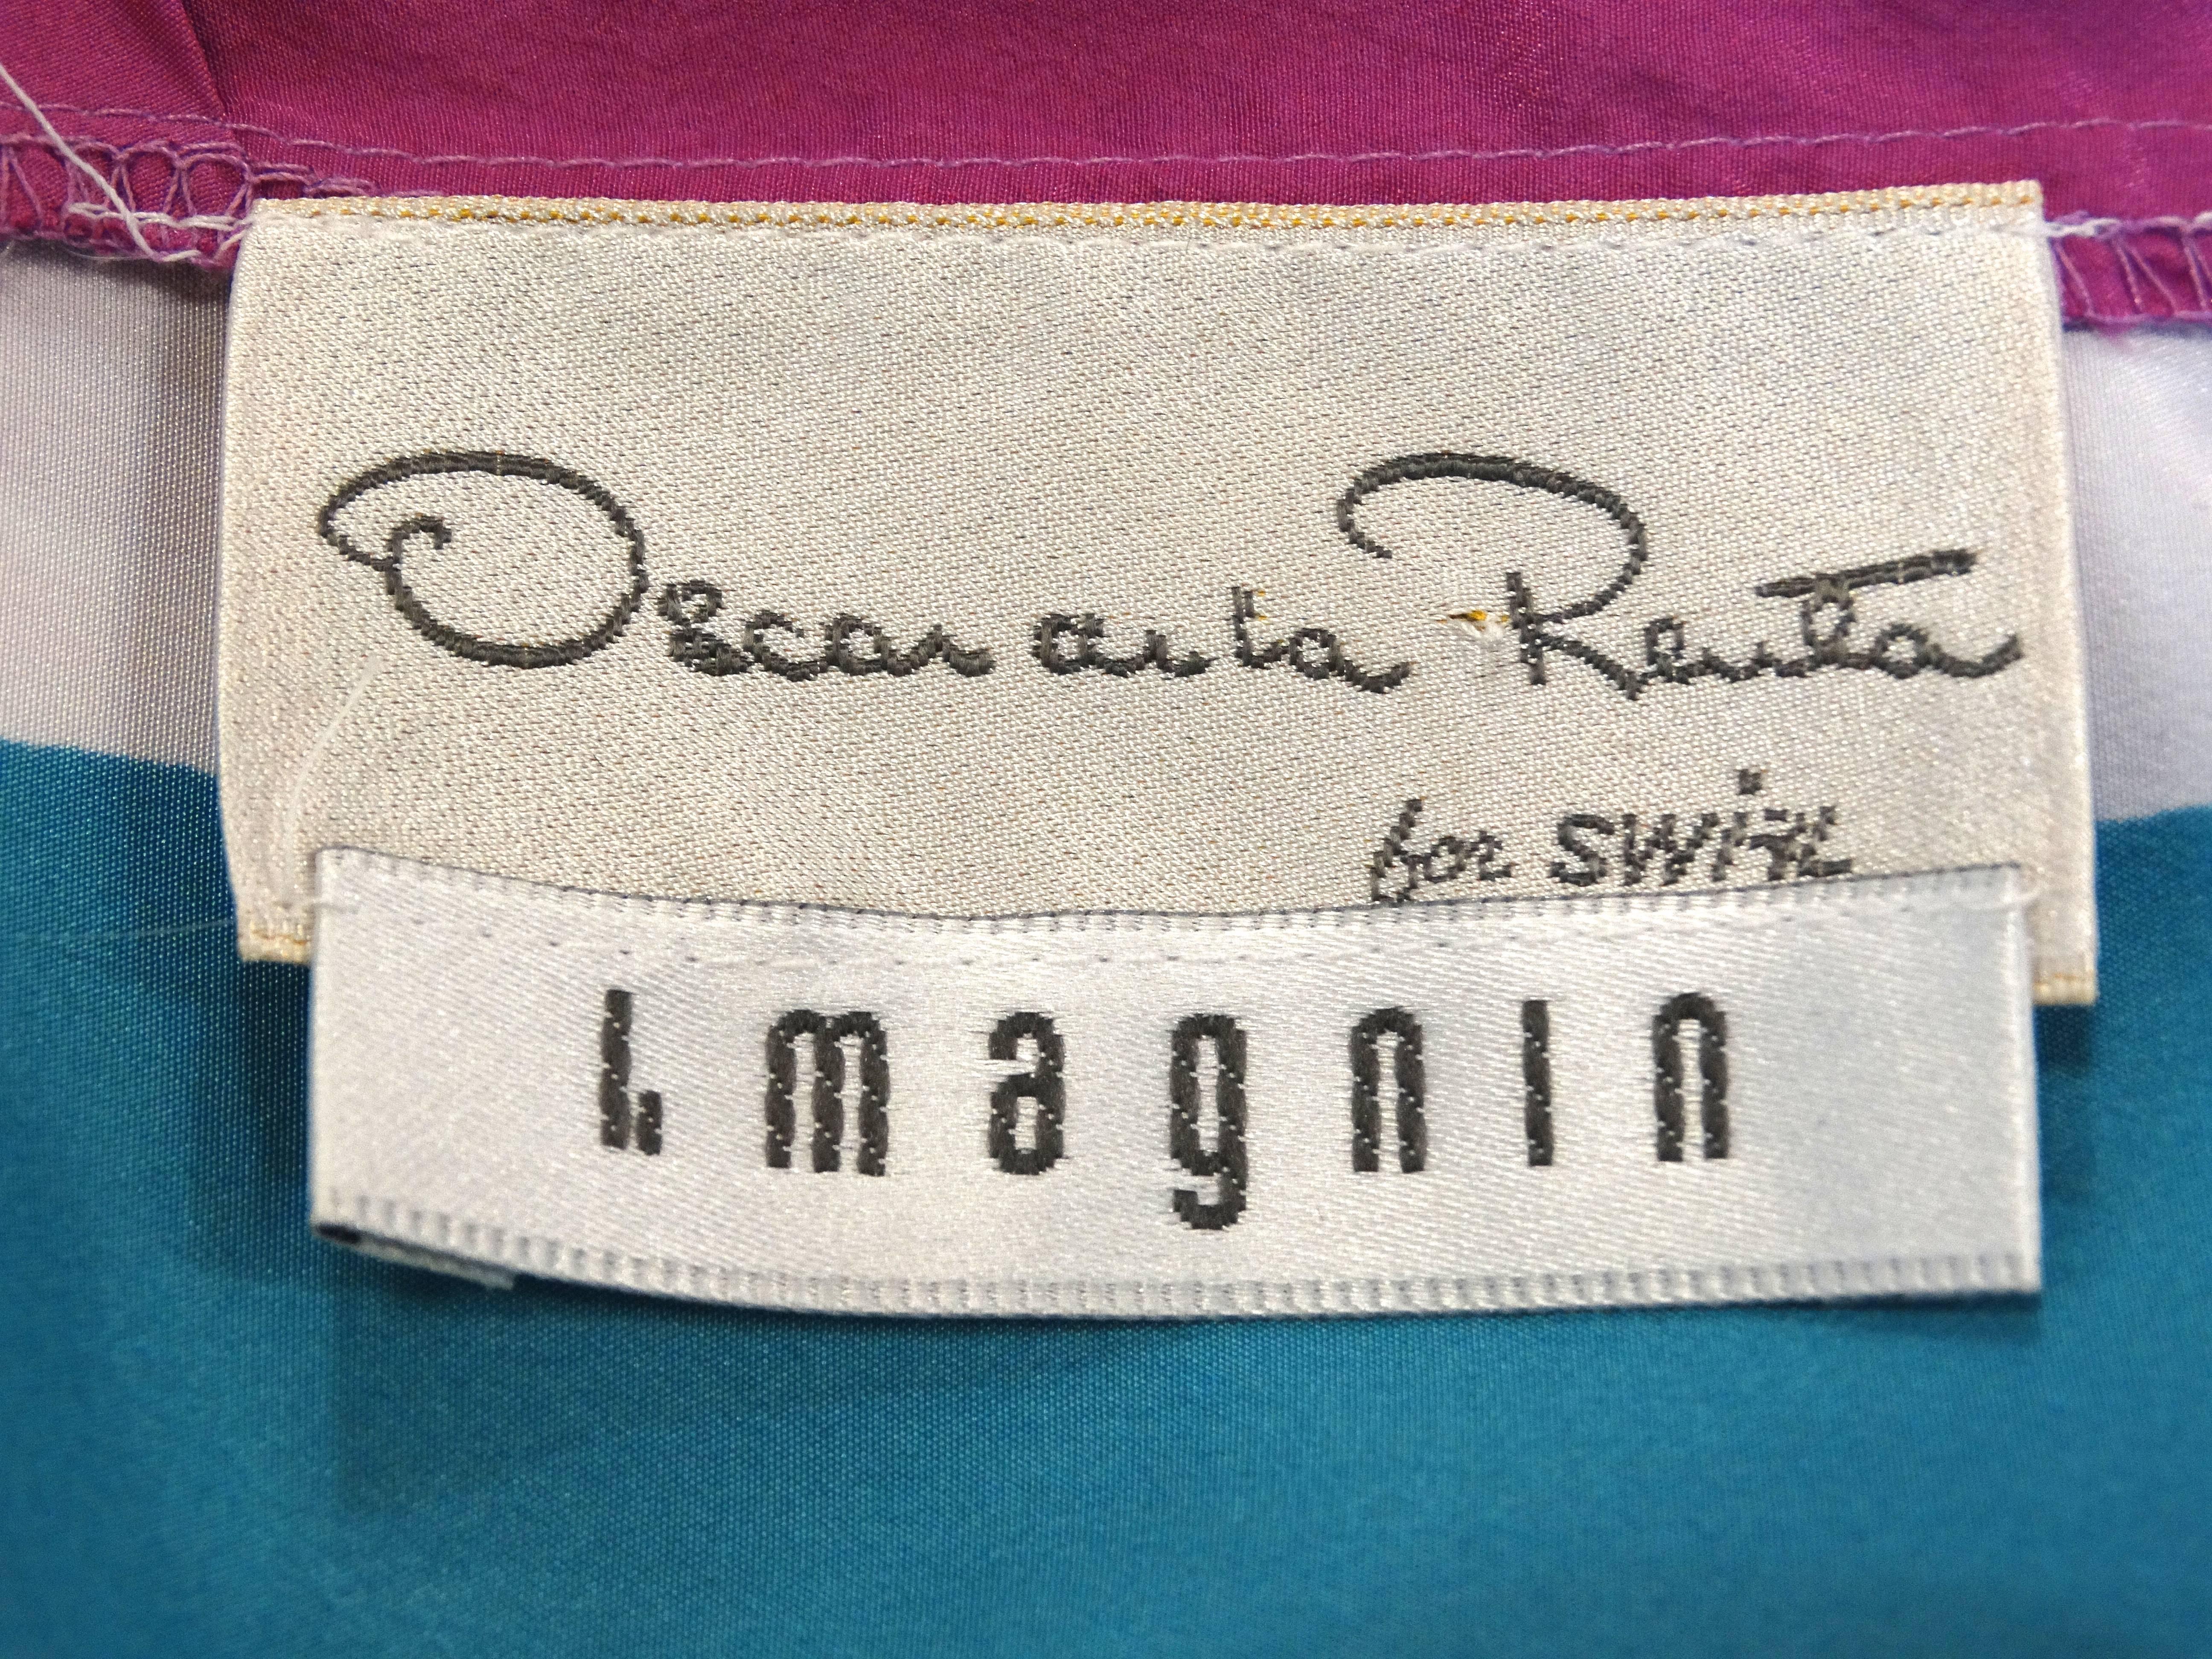 Oscar de la Renta
for swirl
I. magnin